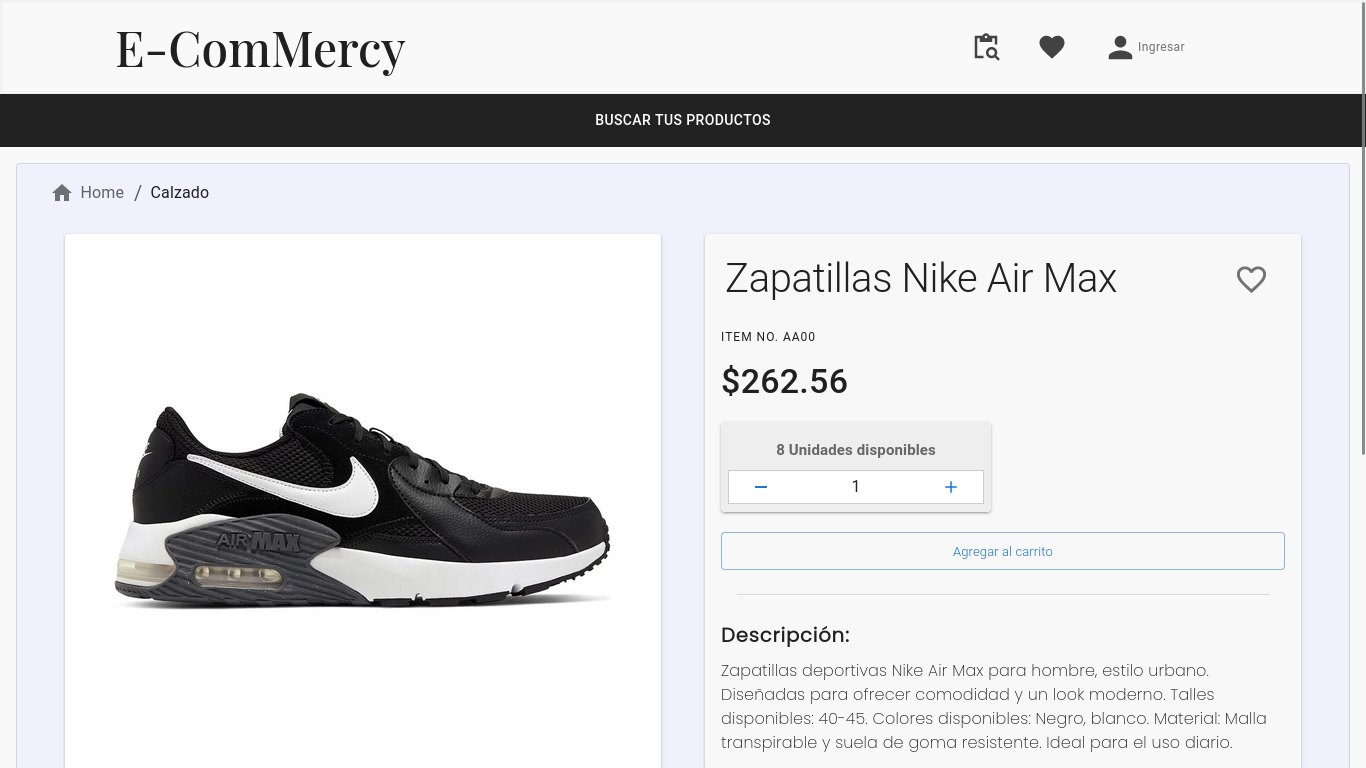 E-ComMercy
Ingresar
BUSCAR TUS PRODUCTOS
Home / Calzado
AIR MAX
Zapatillas Nike Air Max
ITEM NO. AA00
$262.56
8 Unidades disponibles
1
Agregar al carrito
Descripción:
Zapatillas deportivas Nike Air Max para hombre, estilo urbano.
Diseñadas para ofrecer comodidad y un look moderno. Talles
disponibles: 40-45. Colores disponibles: Negro, blanco. Material: Malla
transpirable y suela de goma resistente. Ideal para el uso diario.